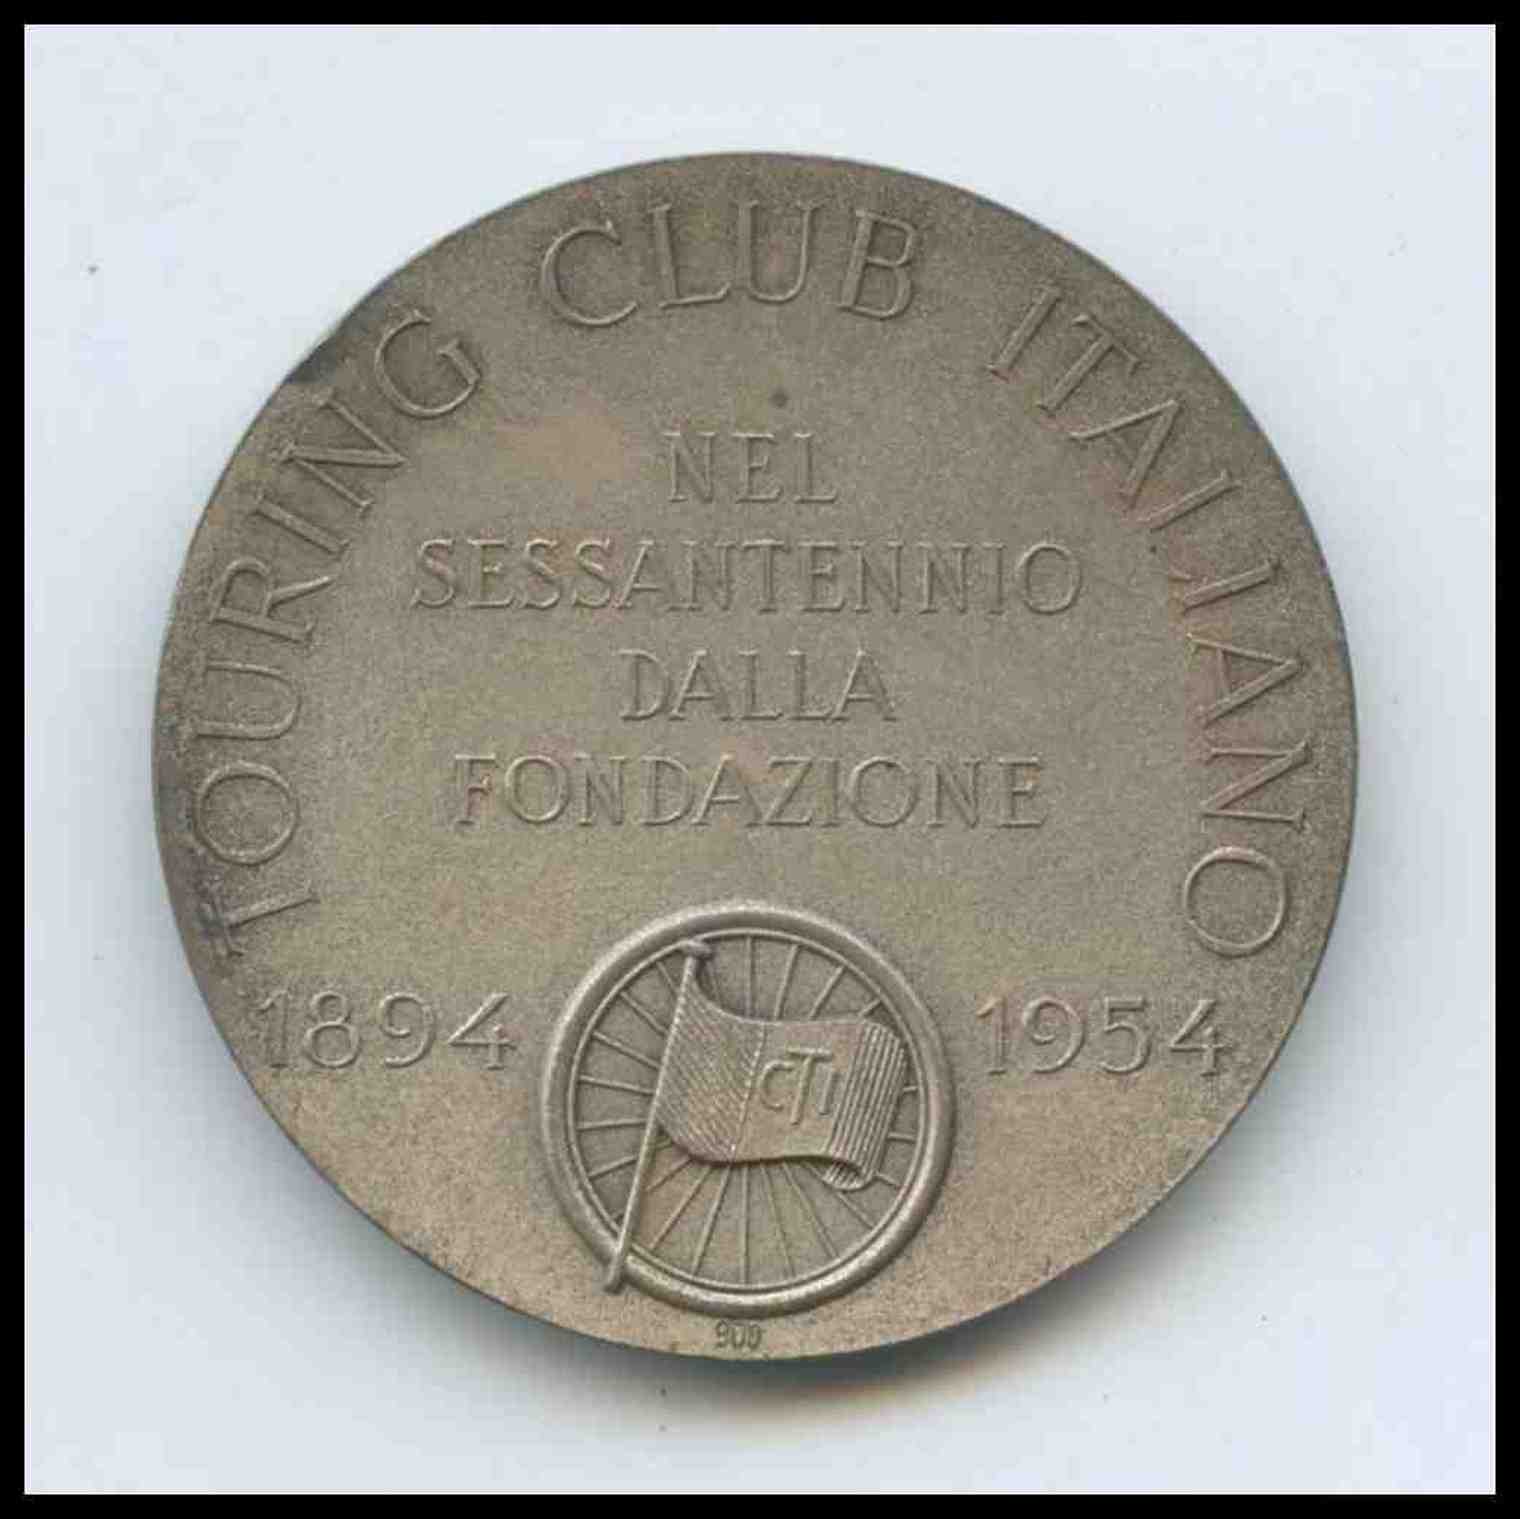 TOURING CLUB ITALIANO
NEL
SESSANTENNIO
DALLA
FONDAZIONE
1894 1954
CTI
900